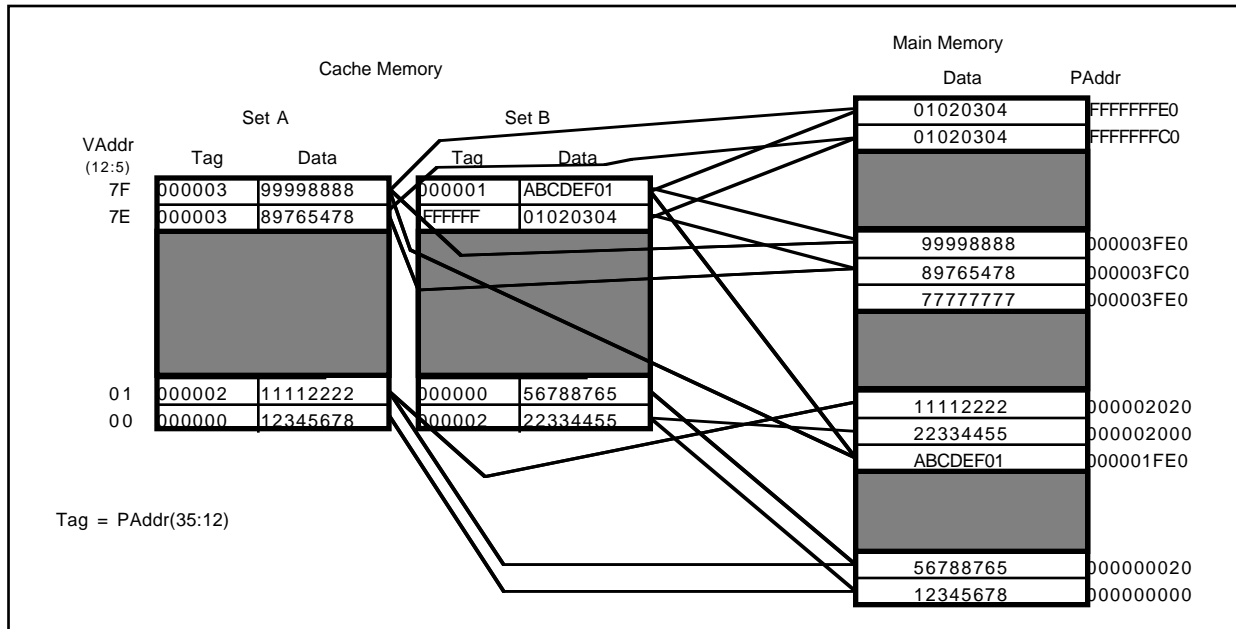 Main Memory
Cache Memory
Data PAddr
Set A Set B
VAddr
(12:5)
Tag Data Tag Data
01020304 FFFFFFFE0
01020304 FFFFFFFC0
7F 000003 99998888 000001 ABCDEF01
7E 000003 89765478 FFFFFF 01020304
99998888 000003FE0
89765478 000003FC0
77777777 000003FE0
01 000002 11112222 000000 56788765
00 000000 12345678 000002 22334455
11112222 000002020
22334455 000002000
ABCDEF01 000001FE0
Tag = PAddr(35:12)
56788765 000000020
12345678 000000000